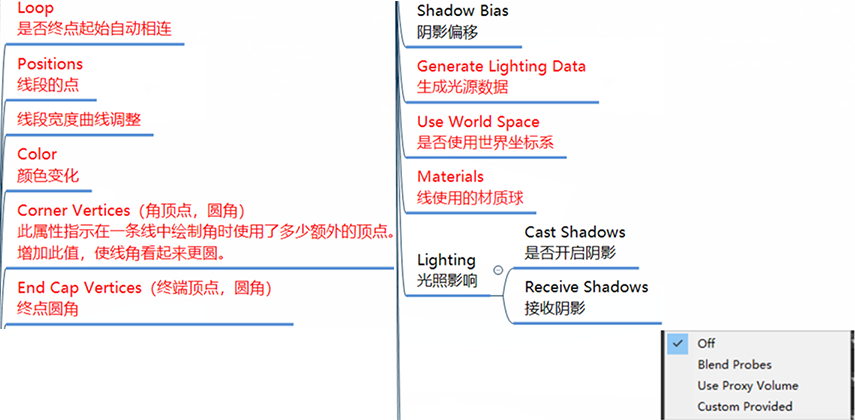 Loop
是否终点起始自动相连
Positions
线段的点
线段宽度曲线调整
Color
颜色变化
Corner Vertices（角顶点，圆角）
此属性指示在一条线中绘制角时使用了多少额外的顶点。
增加此值，使线角看起来更圆。
End Cap Vertices（终端顶点，圆角）
终点圆角
Shadow Bias
阴影偏移
Generate Lighting Data
生成光源数据
Use World Space
是否使用世界坐标系
Materials
线使用的材质球
Lighting
光照影响
Cast Shadows
是否开启阴影
Receive Shadows
接收阴影
Off
Blend Probes
Use Proxy Volume
Custom Provided